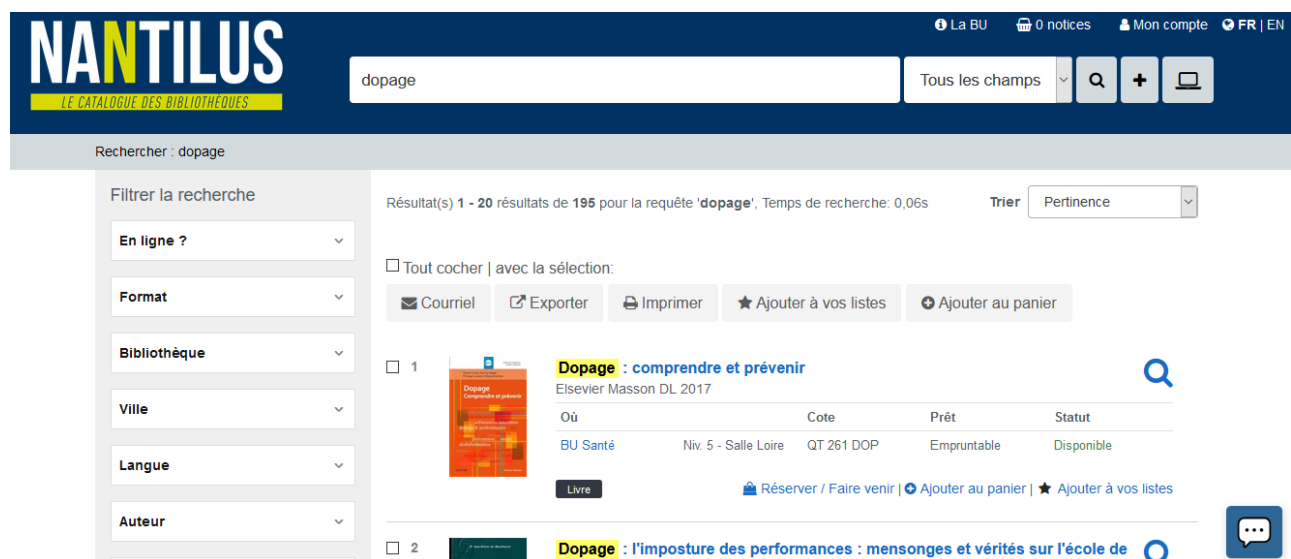 NANTILUS
LE CATALOGUE DES BIBLIOTHÈQUES
La BU 0 notices Mon compte FR | EN
dopage Tous les champs
Rechercher : dopage
Filtrer la recherche
En ligne ?
Format
Bibliothèque
Ville
Langue
Auteur
Résultat(s) 1 - 20 résultats de 195 pour la requête 'dopage', Temps de recherche: 0,06s Trier Pertinence
Tout cocher | avec la sélection:
Courriel Exporter Imprimer Ajouter à vos listes Ajouter au panier
1
Dopage
Comprendre et prévenir
Dopage : comprendre et prévenir
Elsevier Masson DL 2017
Où Cote Prêt Statut
BU Santé Niv. 5 - Salle Loire QT 261 DOP Empruntable Disponible
Livre Réserver / Faire venir | Ajouter au panier | Ajouter à vos listes
2 Dopage : l'imposture des performances : mensonges et vérités sur l'école de